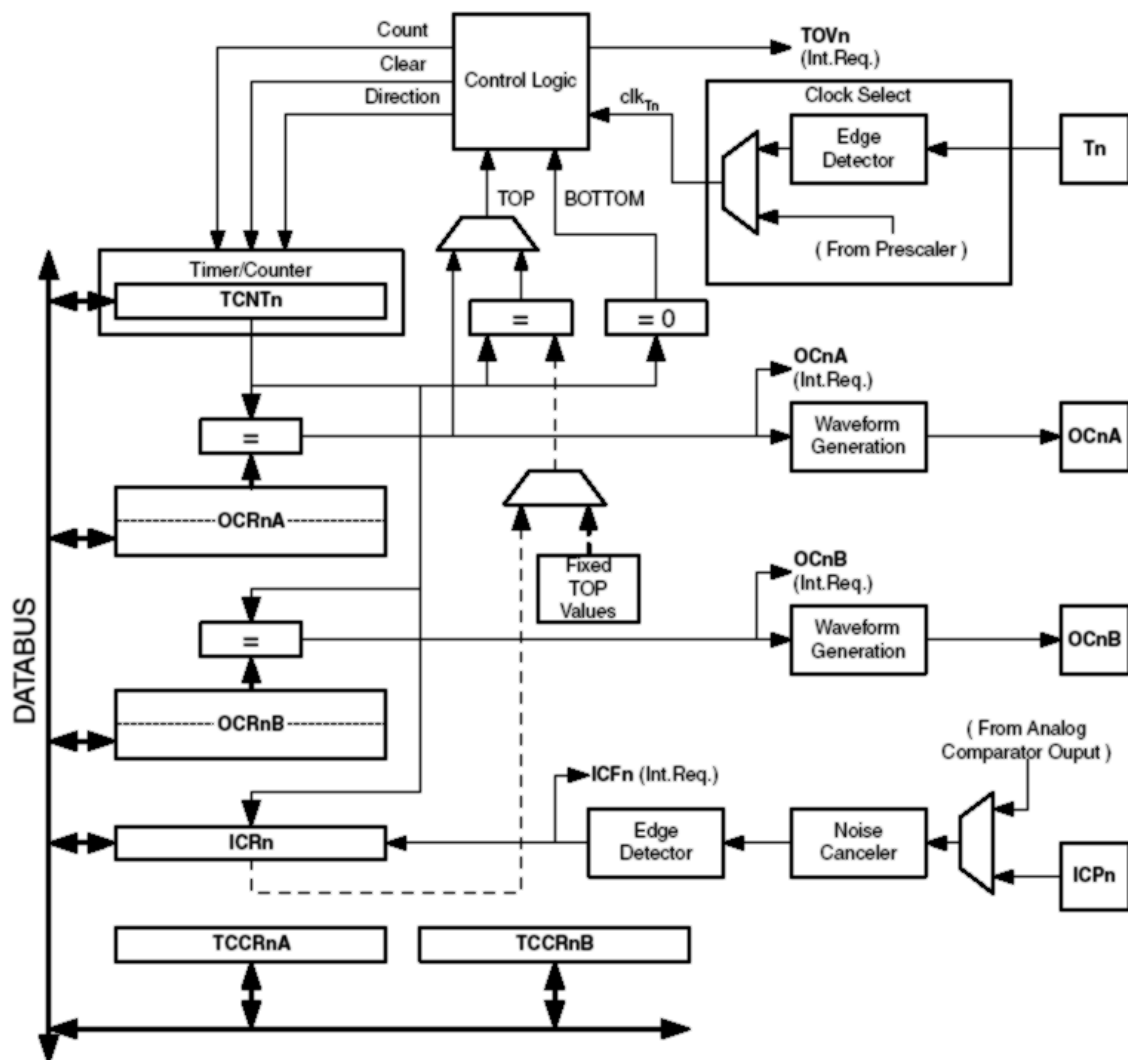 Count
Clear
Direction
Control Logic
TOVn
(Int.Req.)
clkTn
Clock Select
Edge
Detector
Tn
( From Prescaler )
TOP
BOTTOM
Timer/Counter
TCNTn
=
= 0
OCnA
(Int.Req.)
=
Waveform
Generation
OCnA
OCRnA
Fixed
TOP
Values
OCnB
(Int.Req.)
=
Waveform
Generation
OCnB
OCRnB
DATABUS
( From Analog
Comparator Ouput )
ICFn (Int.Req.)
ICRn
Edge
Detector
Noise
Canceler
ICPn
TCCRnA
TCCRnB